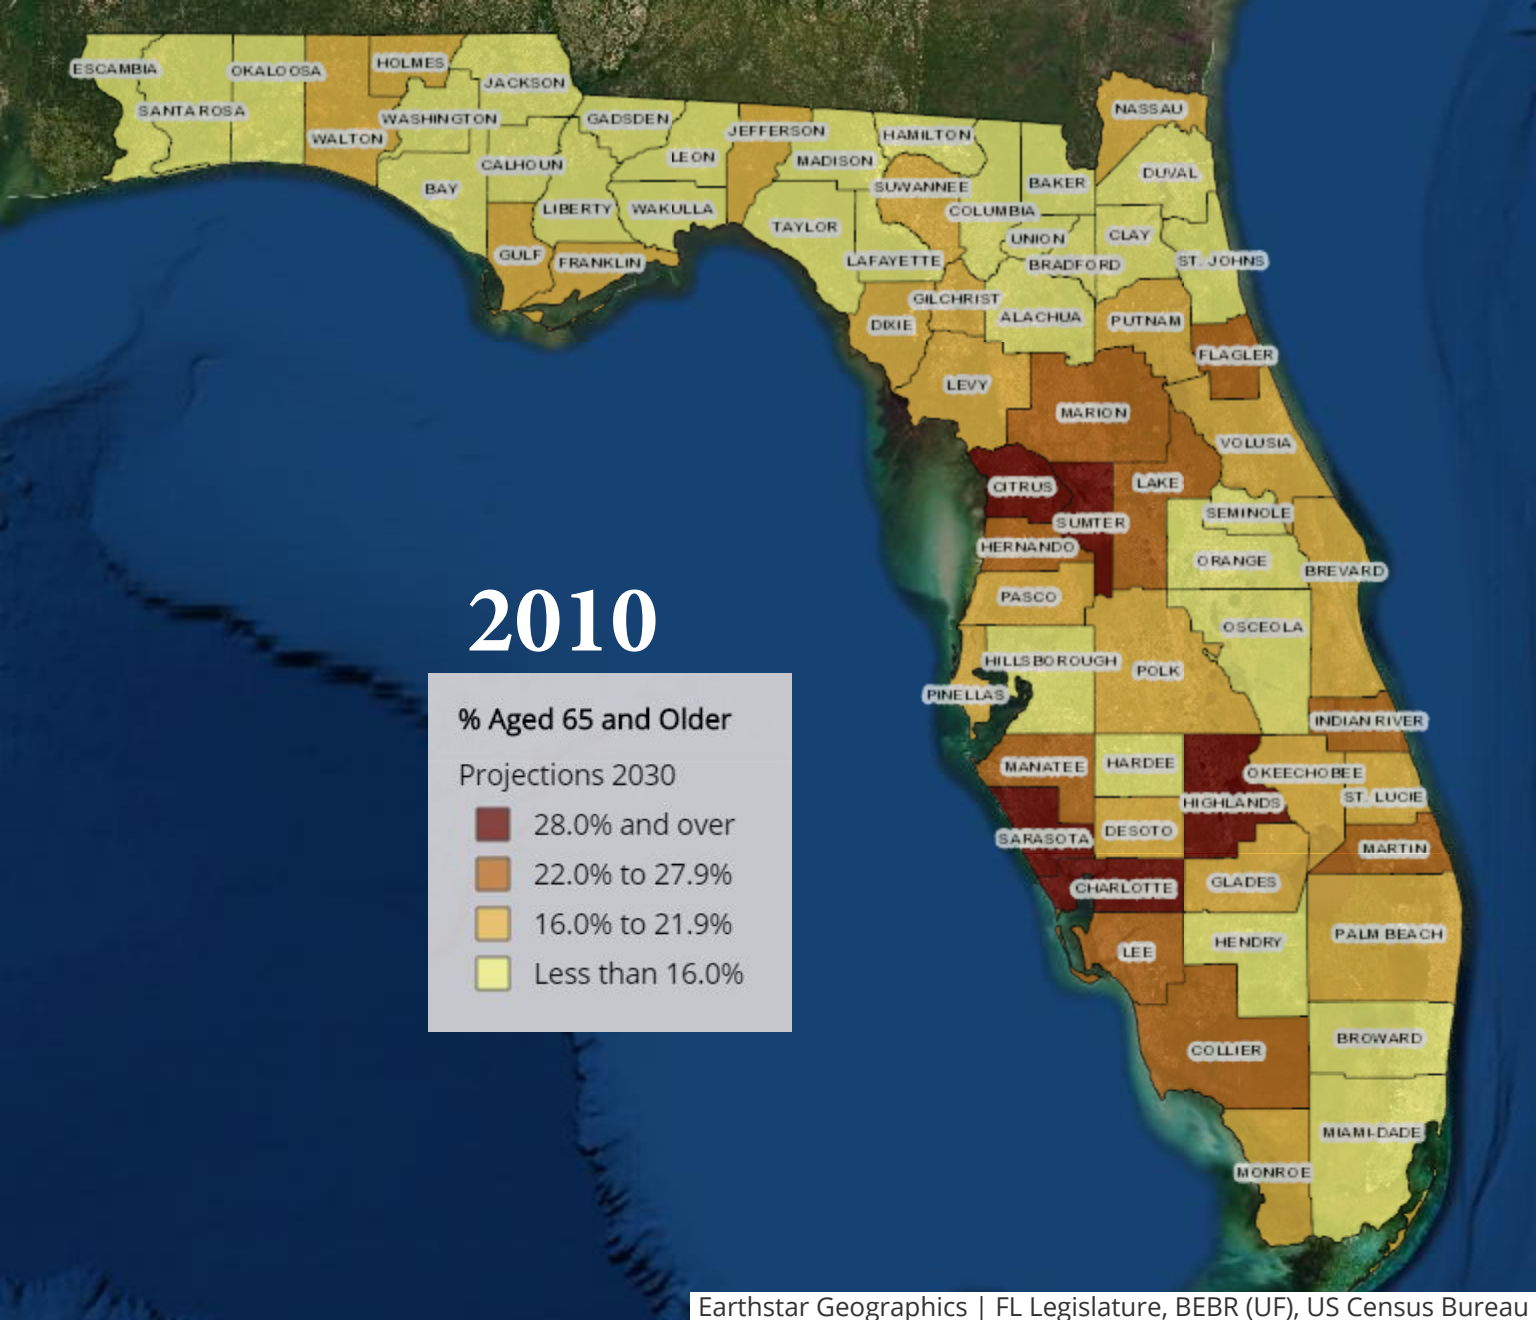 ESCAMBIA
OKALOOSA
HOLMES
JACKSON
SANTA ROSA
WALTON
WASHINGTON
GADSDEN
JEFFERSON
HAMILTON
NASSAU
CALHOUN
LEON
MADISON
BAY
LIBERTY
WAKULLA
TAYLOR
SUWANNEE
COLUMBIA
BAKER
DUVAL
GULF
FRANKLIN
LAFAYETTE
UNION
CLAY
BRADFORD
ST. JOHNS
DIXIE
GILCHRIST
ALACHUA
PUTNAM
FLAGLER
LEVY
MARION
VOLUSIA
CITRUS
LAKE
SUMTER
SEMINOLE
HERNANDO
ORANGE
BREVARD
PASCO
OSCEOLA
HILLSBOROUGH
POLK
PINELLAS
INDIAN RIVER
MANATEE
HARDEE
OKEECHOBEE
HIGHLANDS
ST. LUCIE
SARASOTA
DESOTO
MARTIN
CHARLOTTE
GLADES
LEE
HENDRY
PALM BEACH
COLLIER
BROWARD
MIAMI-DADE
MONROE
2010
% Aged 65 and Older
Projections 2030
28.0% and over
22.0% to 27.9%
16.0% to 21.9%
Less than 16.0%
Earthstar Geographics | FL Legislature, BEBR (UF), US Census Bureau